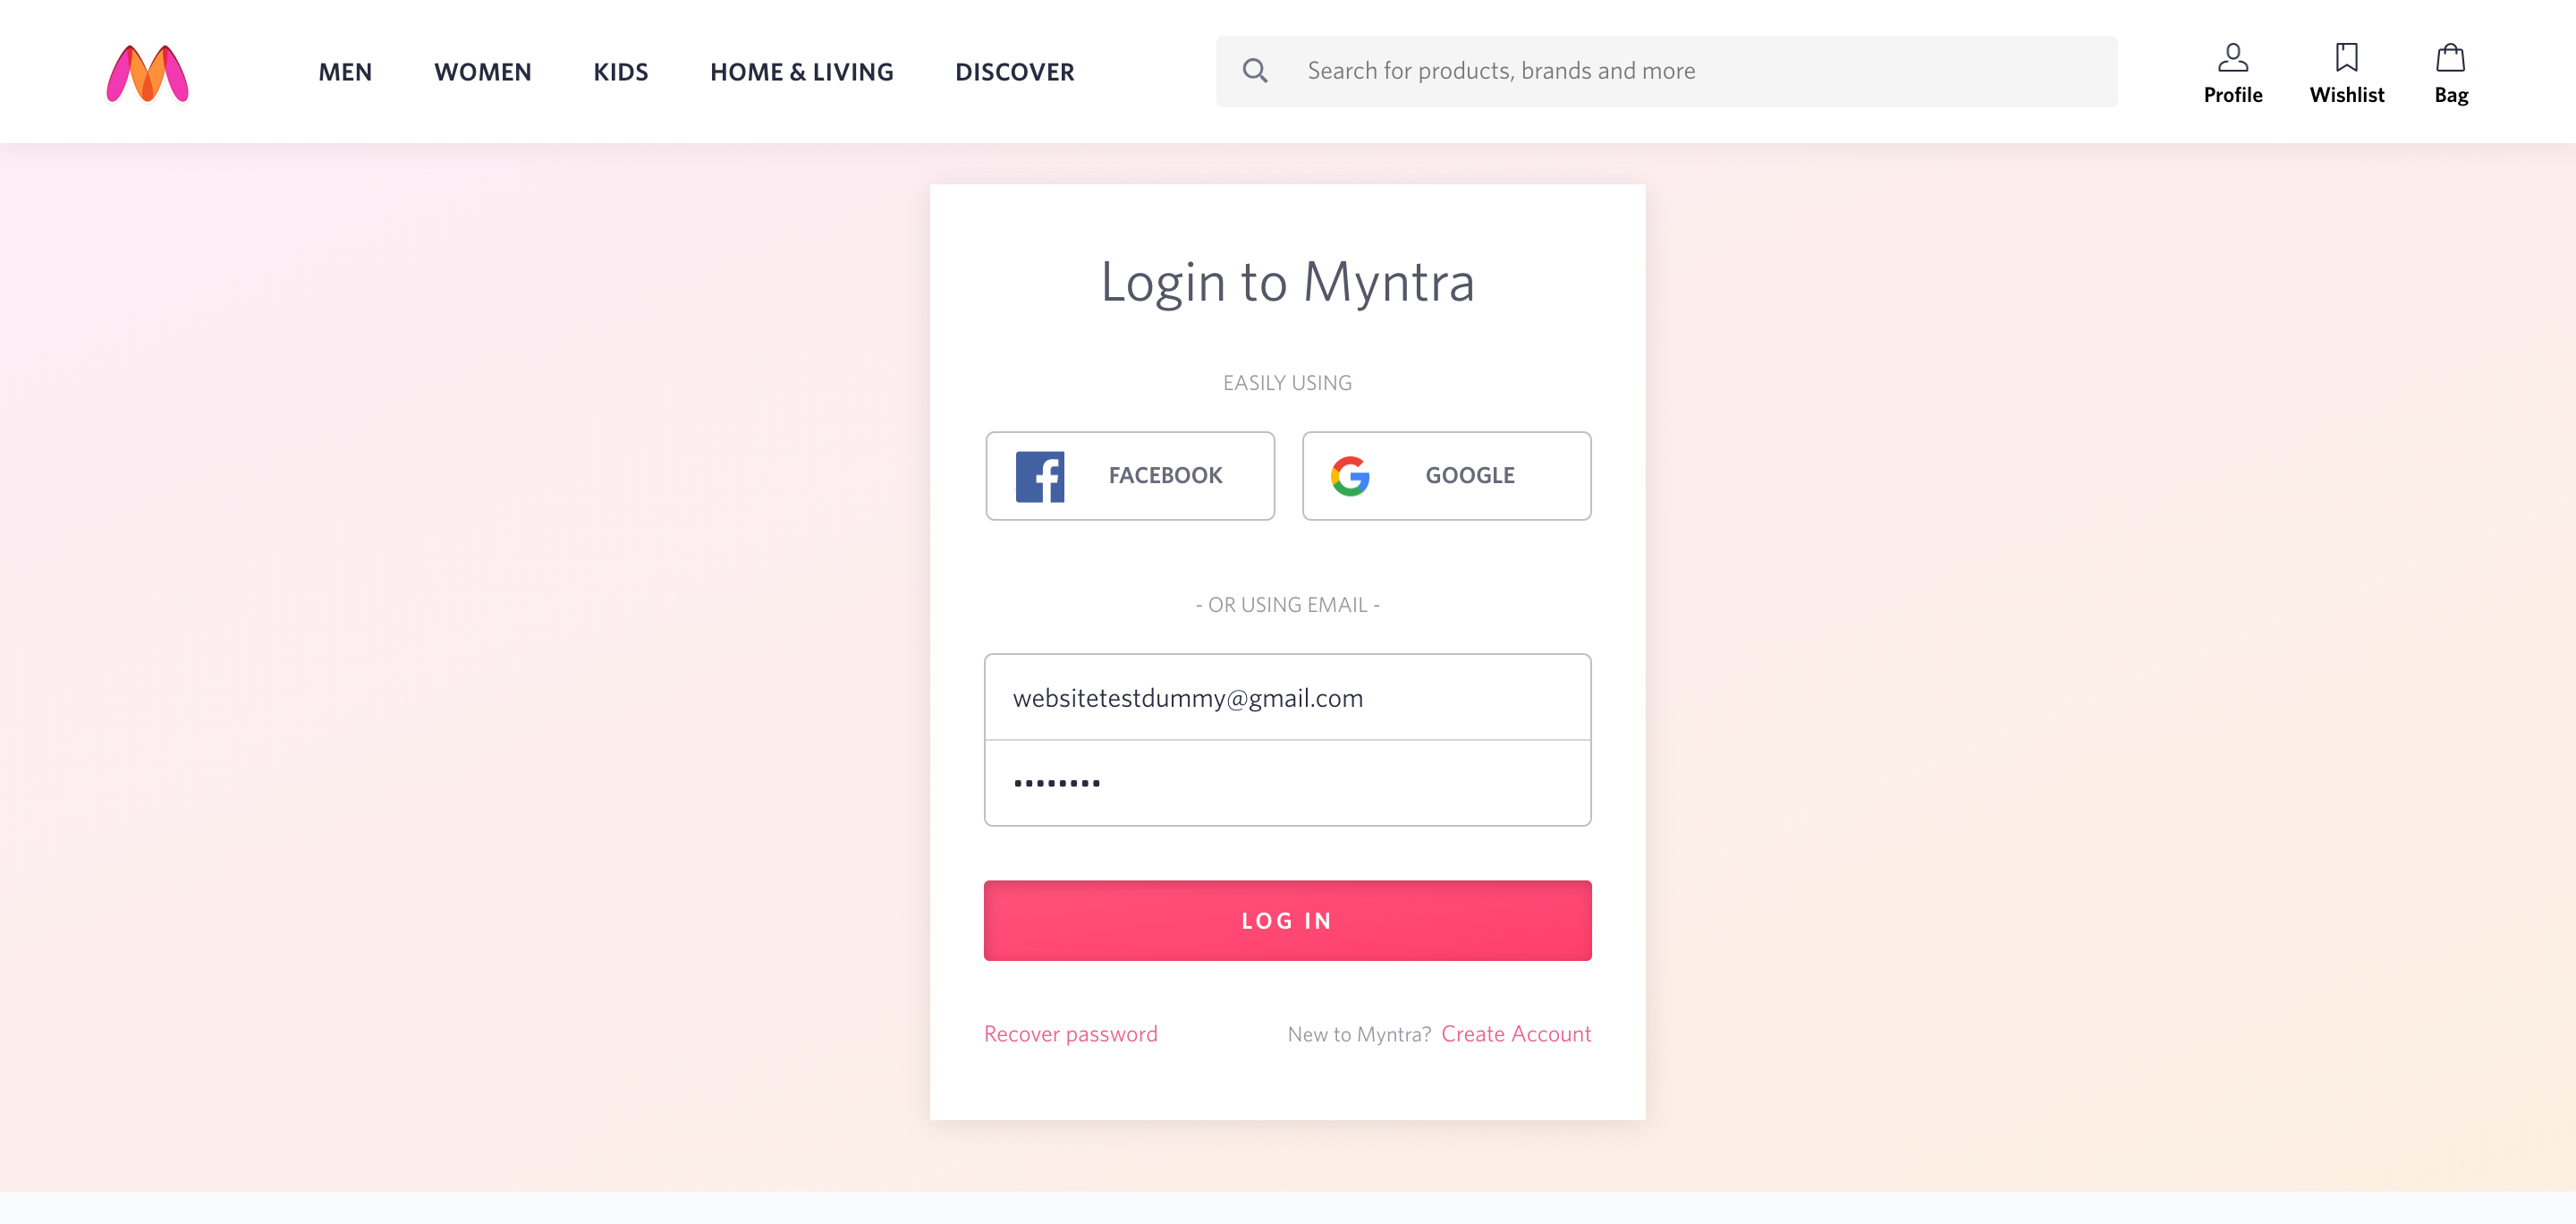 MEN WOMEN KIDS HOME & LIVING DISCOVER Search for products, brands and more Profile Wishlist Bag
Login to Myntra
EASILY USING
FACEBOOK GOOGLE
- OR USING EMAIL -
websitetestdummy@gmail.com
••••••••
LOG IN
Recover password New to Myntra? Create Account